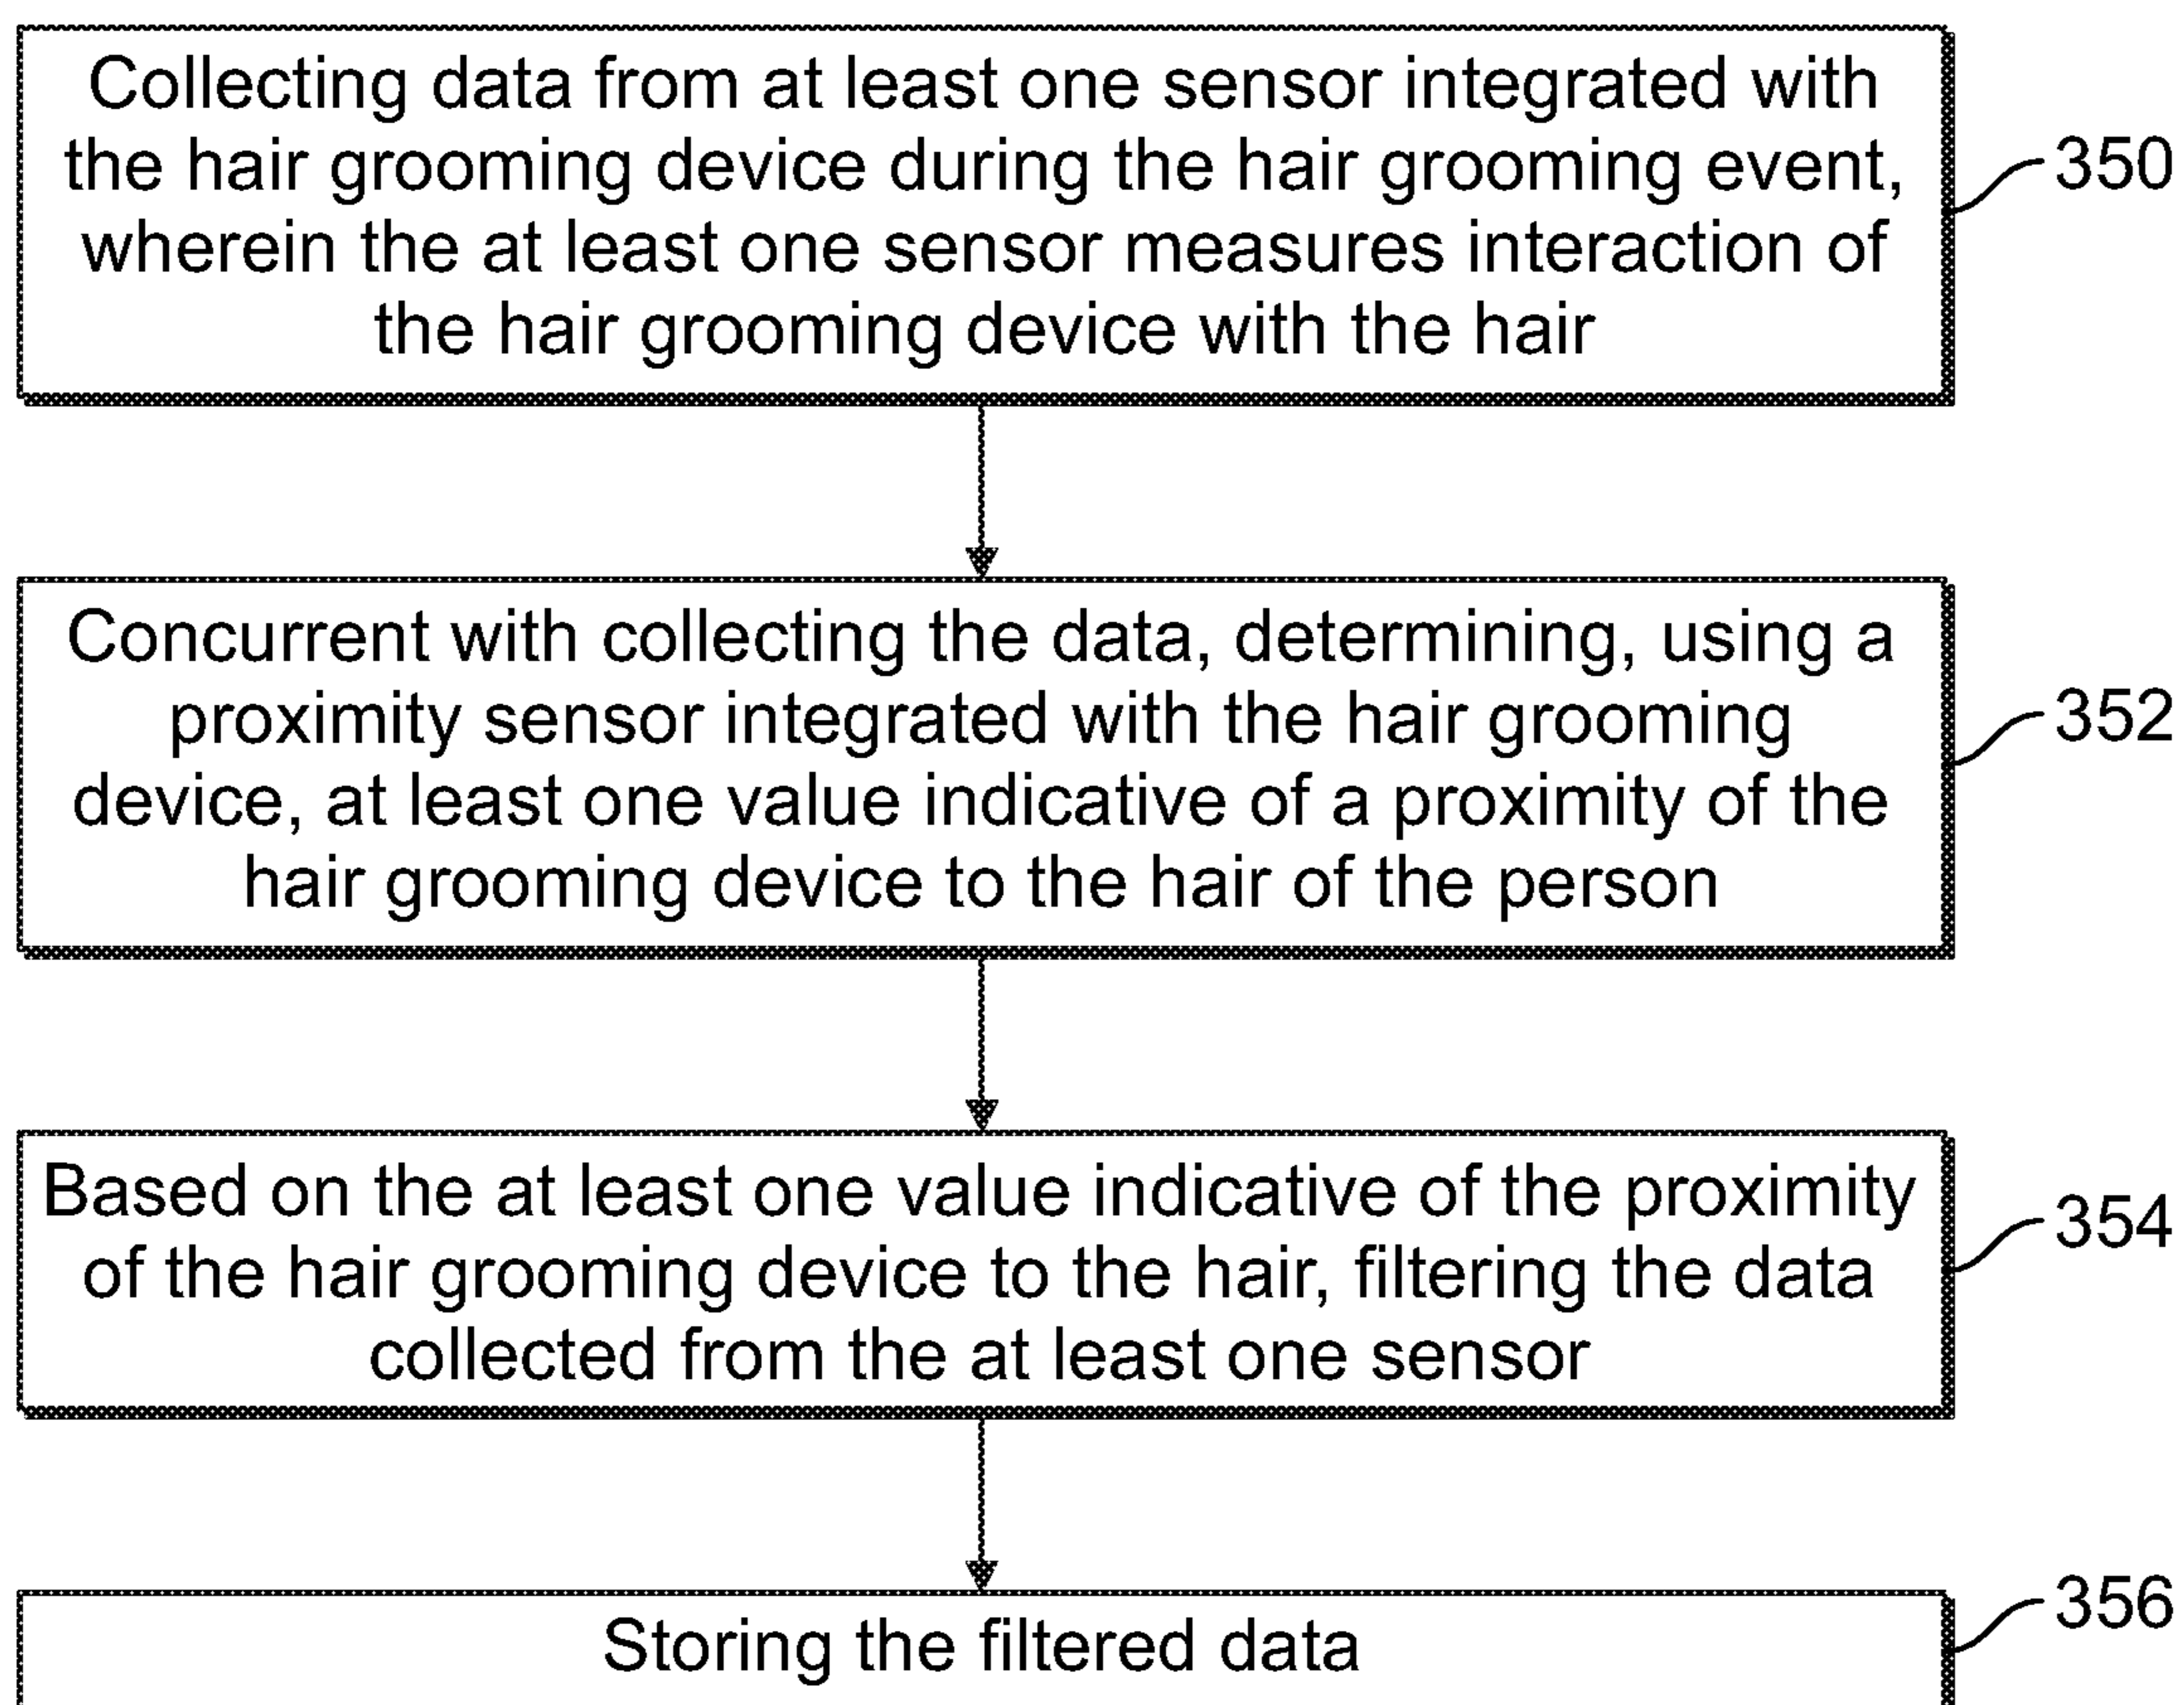 Collecting data from at least one sensor integrated with
the hair grooming device during the hair grooming event,
wherein the at least one sensor measures interaction of
the hair grooming device with the hair
350
Concurrent with collecting the data, determining, using a
proximity sensor integrated with the hair grooming
device, at least one value indicative of a proximity of the
hair grooming device to the hair of the person
352
Based on the at least one value indicative of the proximity
of the hair grooming device to the hair, filtering the data
collected from the at least one sensor
354
Storing the filtered data
356